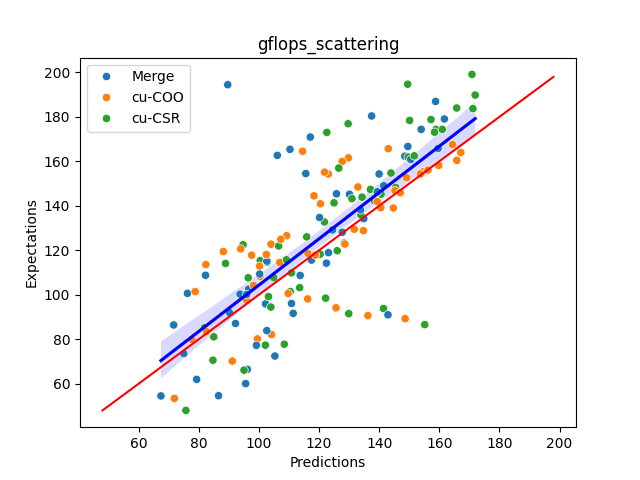 gflops_scattering
Merge
cu-COO
cu-CSR
200
180
160
140
120
100
80
60
Expectations
60 80 100 120 140 160 180 200
Predictions